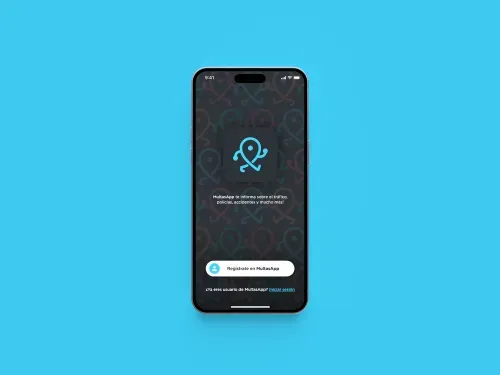 9:41
MultasApp te informa sobre el tráfico,
policías, accidentes y mucho más!
Regístrate en MultasApp
¿Ya eres usuario de MultasApp? Iniciar sesión